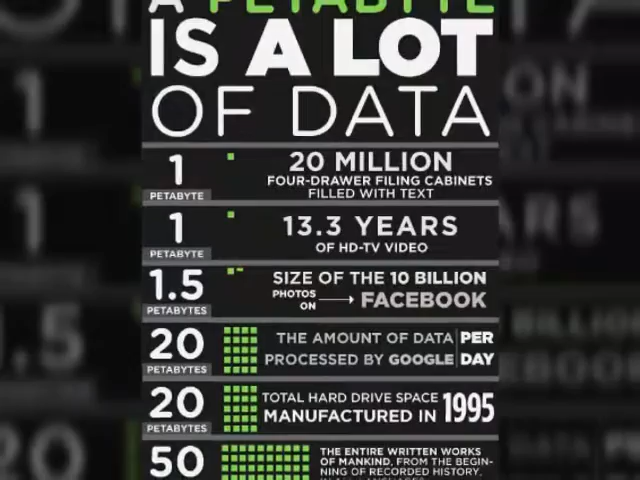 A PETABYTE
IS A LOT
OF DATA
1
PETABYTE
20 MILLION
FOUR-DRAWER FILING CABINETS
FILLED WITH TEXT
1
PETABYTE
13.3 YEARS
OF HD-TV VIDEO
1.5
PETABYTES
SIZE OF THE 10 BILLION
PHOTOS ON FACEBOOK
20
PETABYTES
THE AMOUNT OF DATA PER
PROCESSED BY GOOGLE DAY
20
PETABYTES
TOTAL HARD DRIVE SPACE
MANUFACTURED IN 1995
50
THE ENTIRE WRITTEN WORKS
OF MANKIND, FROM THE BEGIN-
NING OF RECORDED HISTORY,